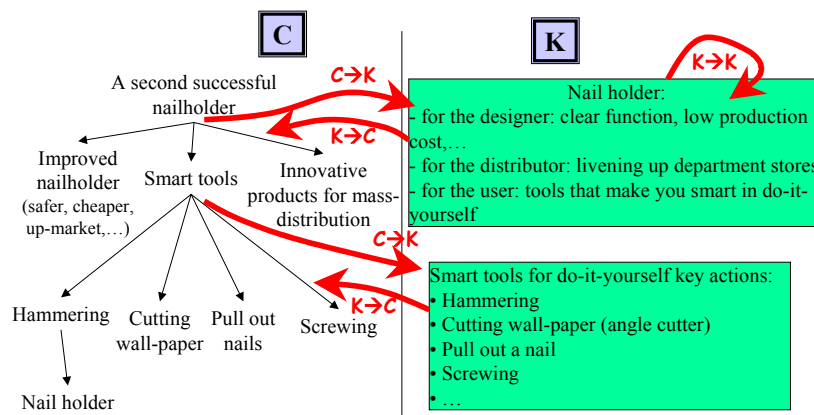 C
K
A second successful
nailholder
C→K
K→K
K→C
Improved
nailholder
(safer, cheaper,
up-market,…)
Smart tools
Innovative
products for mass-
distribution
Nail holder:
- for the designer: clear function, low production
cost,…
- for the distributor: livening up department stores
- for the user: tools that make you smart in do-it-
yourself
C→K
K→C
Hammering
Cutting
wall-paper
Pull out
nails
Screwing
Nail holder
Smart tools for do-it-yourself key actions:
• Hammering
• Cutting wall-paper (angle cutter)
• Pull out a nail
• Screwing
• …